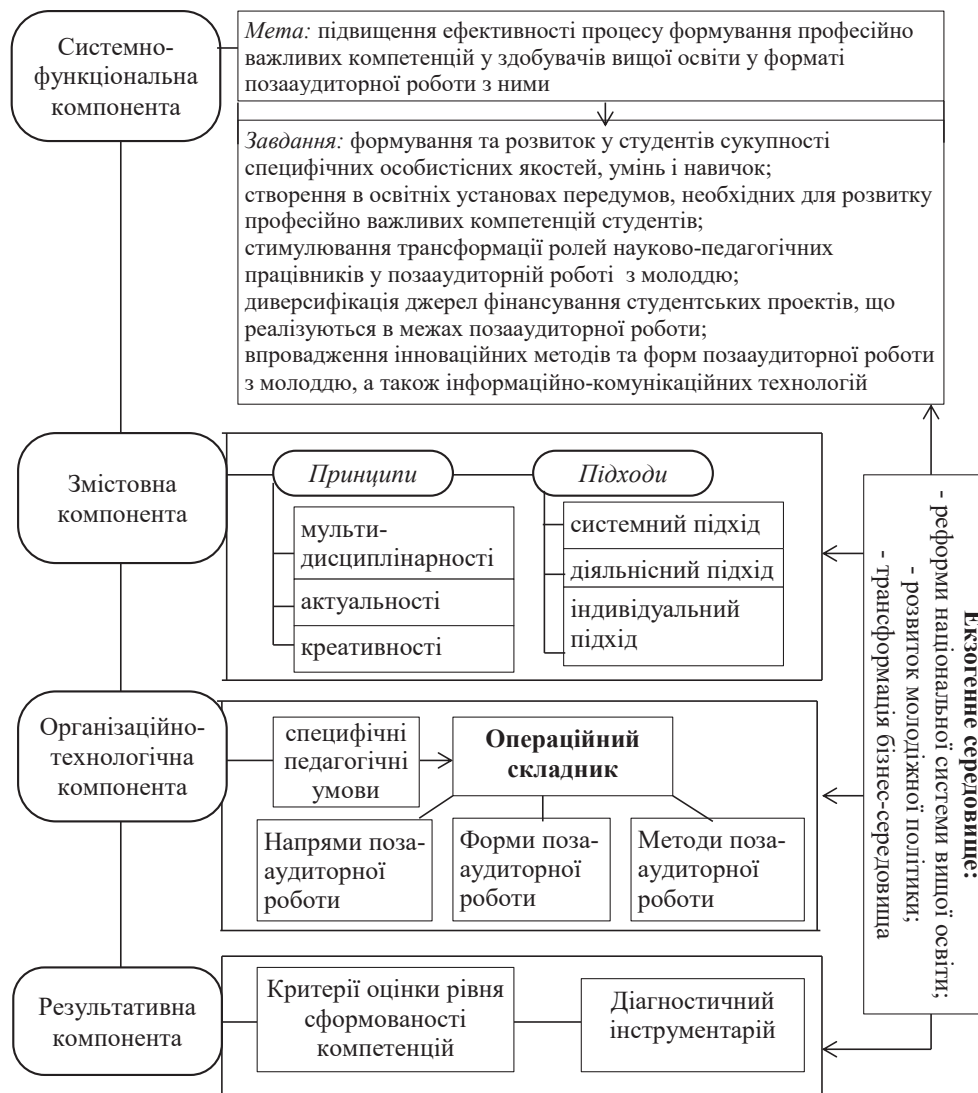 Системно-
функціональна
компонента
Мета: підвищення ефективності процесу формування професійно
важливих компетенцій у здобувачів вищої освіти у форматі
позааудиторної роботи з ними
Завдання: формування та розвиток у студентів сукупності
специфічних особистісних якостей, умінь і навичок;
створення в освітніх установах передумов, необхідних для розвитку
професійно важливих компетенцій студентів;
стимулювання трансформації ролей науково-педагогічних
працівників у позааудиторній роботі з молоддю;
диверсифікація джерел фінансування студентських проектів, що
реалізуються в межах позааудиторної роботи;
впровадження інноваційних методів та форм позааудиторної роботи
з молоддю, а також інформаційно-комунікаційних технологій
Змістовна
компонента
Принципи
мульти-
дисциплінарності
актуальності
креативності
Підходи
системний підхід
діяльнісний підхід
індивідуальний
підхід
Організаційно-
технологічна
компонента
специфічні
педагогічні
умови
Операційний
складник
Напрями поза-
аудиторної
роботи
Форми поза-
аудиторної
роботи
Методи поза-
аудиторної
роботи
Результативна
компонента
Критерії оцінки рівня
сформованості
компетенцій
Діагностичний
інструментарій
Екзогенне середовище:
- реформи національної системи вищої освіти;
- розвиток молодіжної політики;
- трансформація бізнес-середовища